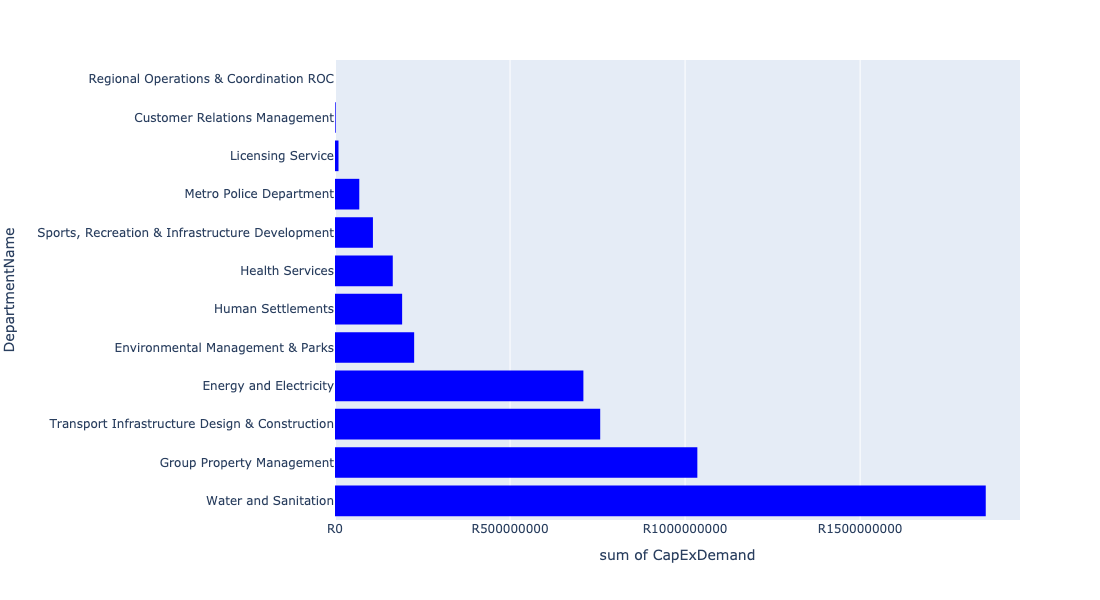 DepartmentName
Regional Operations & Coordination ROC
Customer Relations Management
Licensing Service
Metro Police Department
Sports, Recreation & Infrastructure Development
Health Services
Human Settlements
Environmental Management & Parks
Energy and Electricity
Transport Infrastructure Design & Construction
Group Property Management
Water and Sanitation
R0 R500000000 R1000000000 R1500000000
sum of CapExDemand